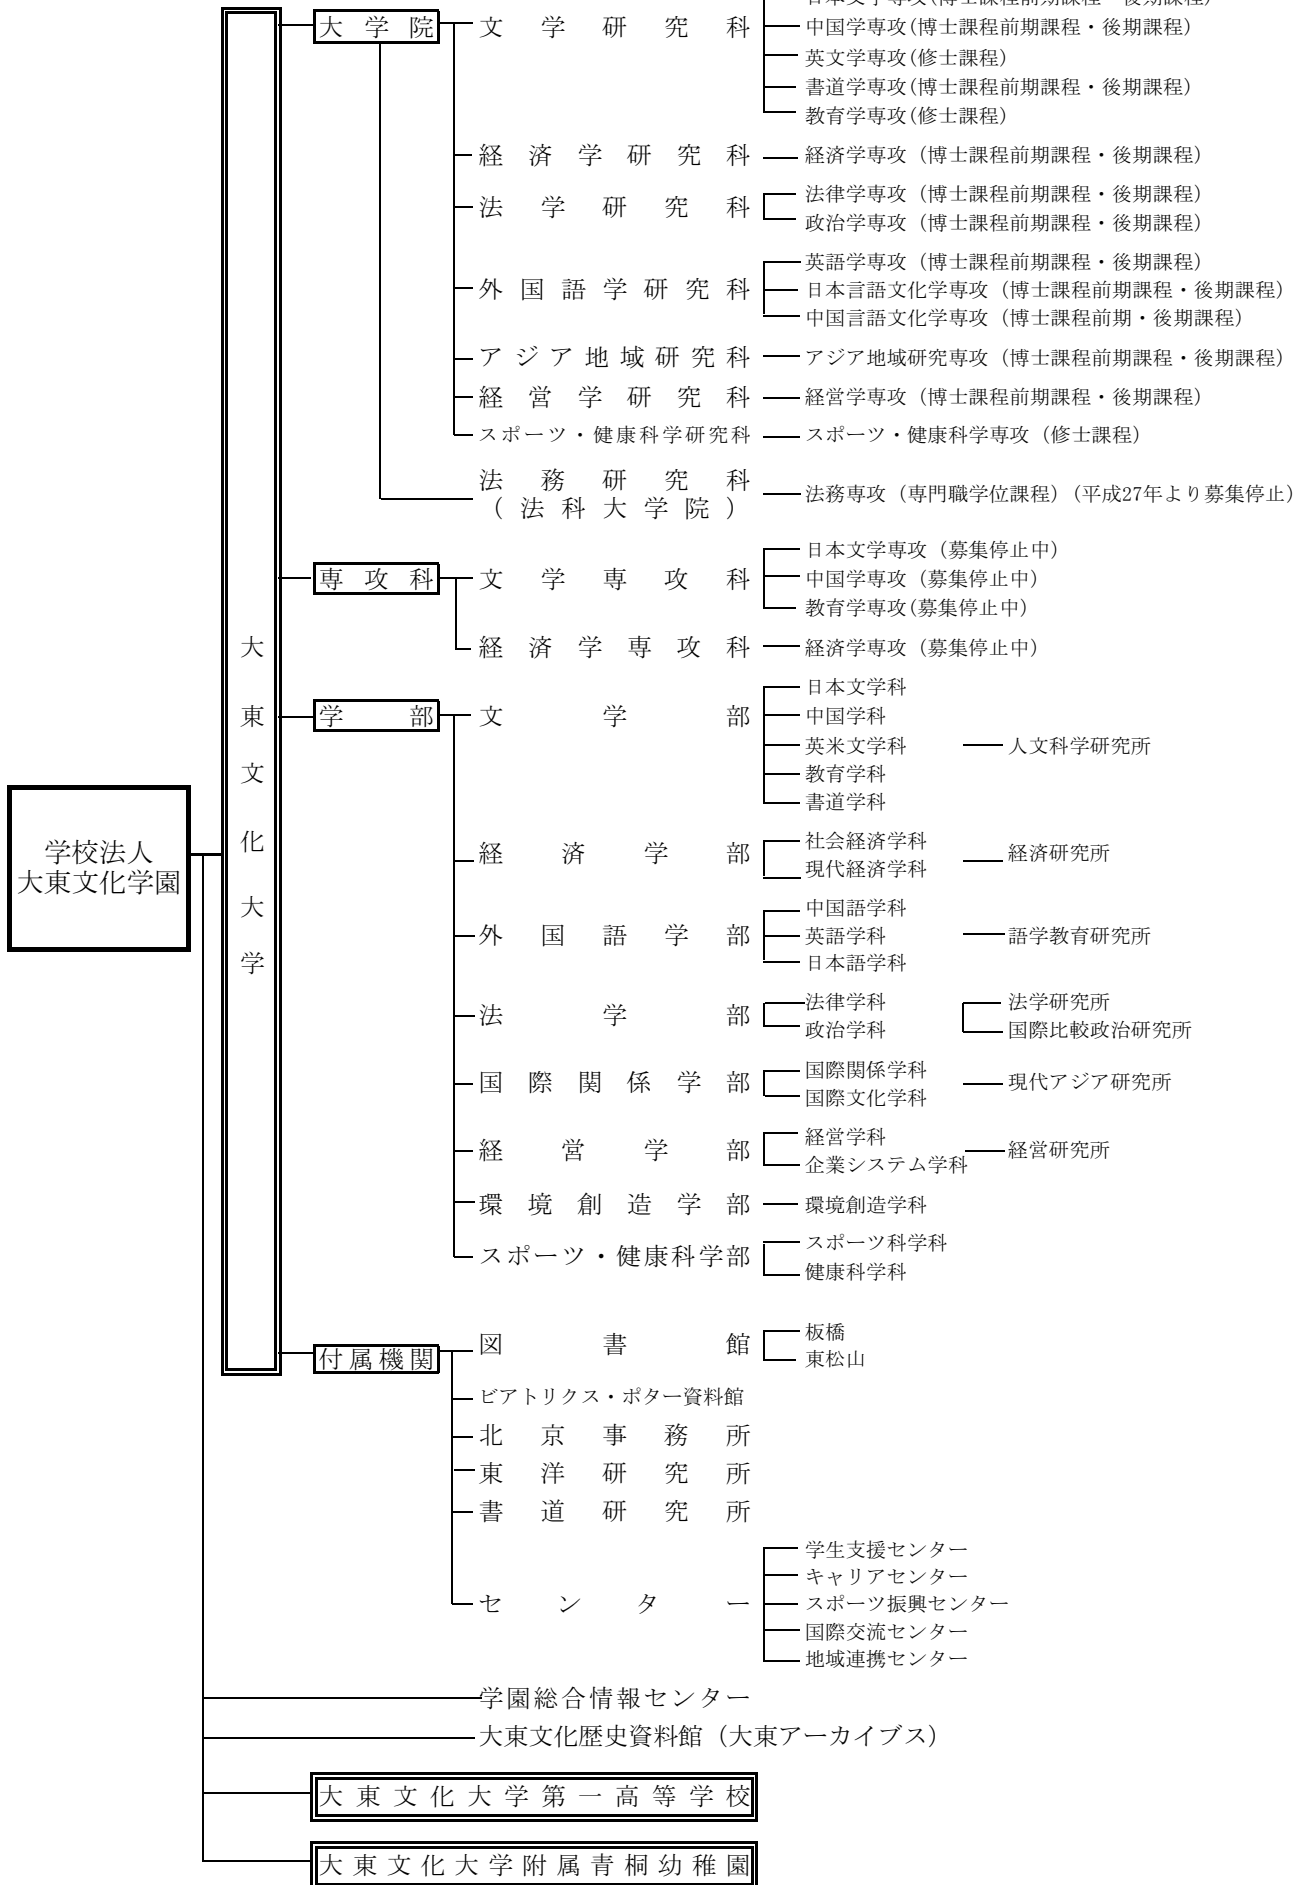 大学院
文学研究科
中国学専攻(博士課程前期課程・後期課程)
英文学専攻(修士課程)
書道学専攻(博士課程前期課程・後期課程)
教育学専攻(修士課程)
経済学研究科
経済学専攻（博士課程前期課程・後期課程）
法学研究科
法律学専攻（博士課程前期課程・後期課程）
政治学専攻（博士課程前期課程・後期課程）
外国語学研究科
英語学専攻（博士課程前期課程・後期課程）
日本言語文化学専攻（博士課程前期課程・後期課程）
中国言語文化学専攻（博士課程前期・後期課程）
アジア地域研究科
アジア地域研究専攻（博士課程前期課程・後期課程）
経営学研究科
経営学専攻（博士課程前期課程・後期課程）
スポーツ・健康科学研究科
スポーツ・健康科学専攻（修士課程）
法務研究科
（法科大学院）
法務専攻（専門職学位課程）（平成27年より募集停止）
専攻科
文学専攻科
日本文学専攻（募集停止中）
中国学専攻（募集停止中）
教育学専攻(募集停止中)
経済学専攻科
経済学専攻（募集停止中）
大東文化大学
学部
文学部
日本文学科
中国学科
英米文学科
人文科学研究所
教育学科
書道学科
学校法人
大東文化学園
経済学部
社会経済学科
現代経済学科
経済研究所
外国語学部
中国語学科
英語学科
日本語学科
語学教育研究所
法学部
法律学科
政治学科
法学研究所
国際比較政治研究所
国際関係学部
国際関係学科
国際文化学科
現代アジア研究所
経営学部
経営学科
企業システム学科
経営研究所
環境創造学部
環境創造学科
スポーツ・健康科学部
スポーツ科学科
健康科学科
付属機関
図書館
板橋
東松山
ビアトリクス・ポター資料館
北京事務所
東洋研究所
書道研究所
センター
学生支援センター
キャリアセンター
スポーツ振興センター
国際交流センター
地域連携センター
学園総合情報センター
大東文化歴史資料館（大東アーカイブス）
大東文化大学第一高等学校
大東文化大学附属青桐幼稚園